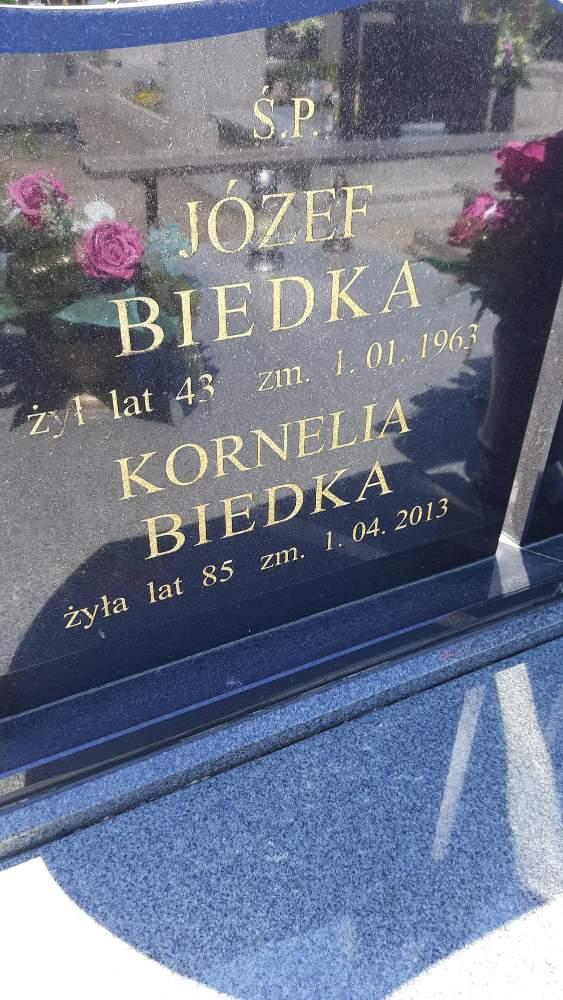 Ś.P.
JÓZEF
BIEDKA
żył lat 43 zm. 1.01.1963
KORNELIA
BIEDKA
żyła lat 85 zm. 1.04.2013